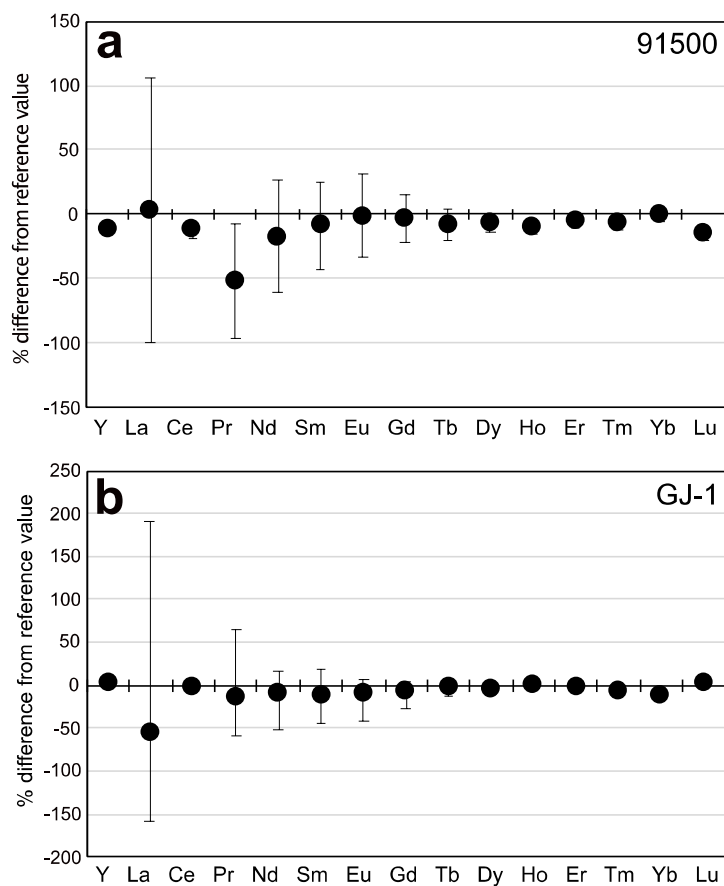 a
91500
% difference from reference value
150
100
50
0
-50
-100
-150
Y La Ce Pr Nd Sm Eu Gd Tb Dy Ho Er Tm Yb Lu
b
GJ-1
% difference from reference value
250
200
150
100
50
0
-50
-100
-150
-200
Y La Ce Pr Nd Sm Eu Gd Tb Dy Ho Er Tm Yb Lu